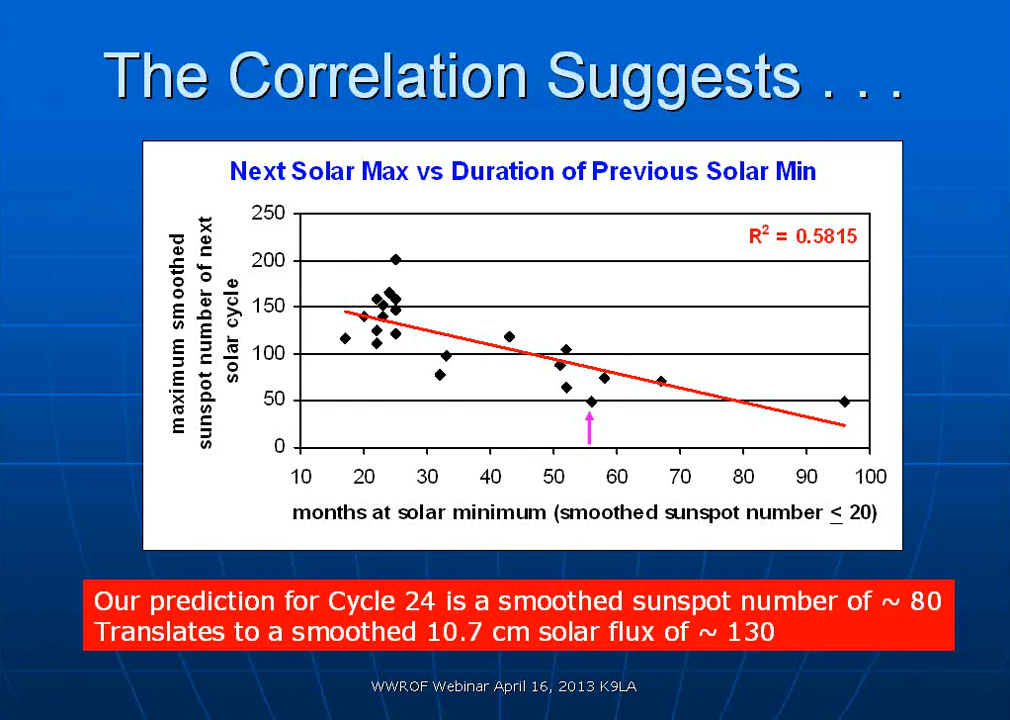 The Correlation Suggests . . .
Next Solar Max vs Duration of Previous Solar Min
maximum smoothed
sunspot number of next
solar cycle
250
200
150
100
50
0
R² = 0.5815
10 20 30 40 50 60 70 80 90 100
months at solar minimum (smoothed sunspot number ≤ 20)
Our prediction for Cycle 24 is a smoothed sunspot number of ~ 80
Translates to a smoothed 10.7 cm solar flux of ~ 130
WWROF Webinar April 16, 2013 K9LA